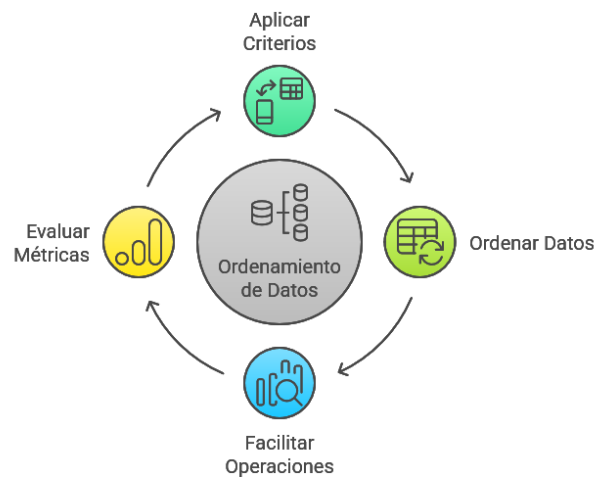 Aplicar
Criterios
Evaluar
Métricas
Ordenar Datos
Ordenamiento
de Datos
Facilitar
Operaciones